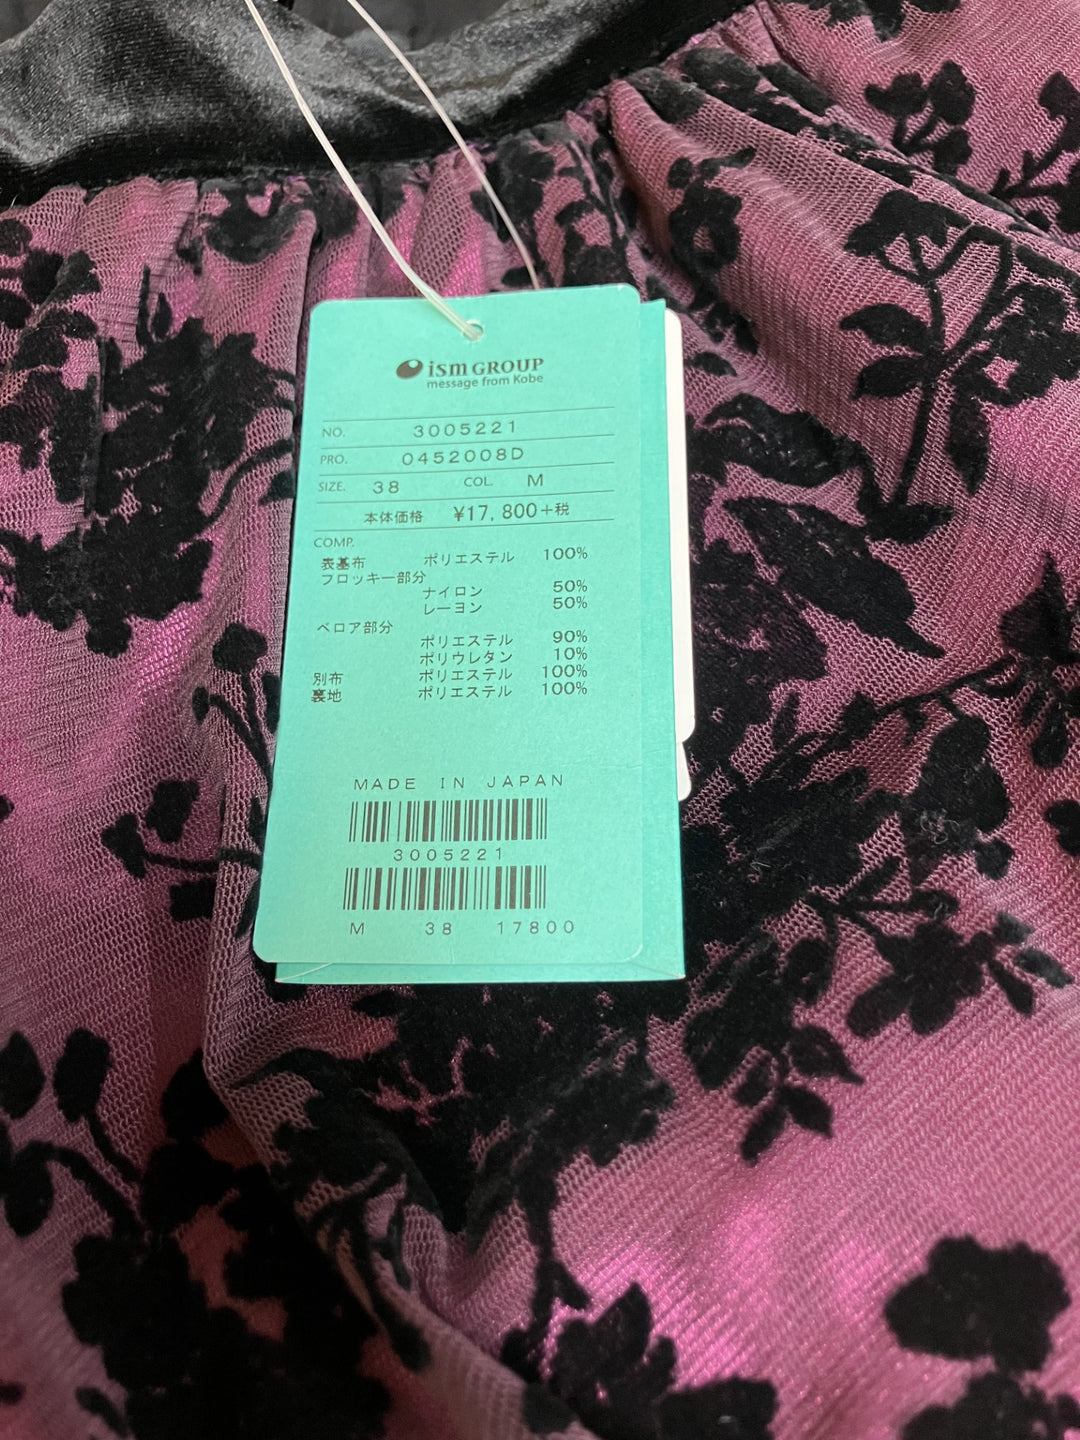 ism GROUP
message from Kobe
NO. 3005221
PRO. 0452008D
SIZE. 38 COL. M
本体価格 ¥17,800+税
COMP.
表基布 ポリエステル 100%
フロッキー部分
ナイロン 50%
レーヨン 50%
ベロア部分
ポリエステル 90%
ポリウレタン 10%
別布 ポリエステル 100%
裏地 ポリエステル 100%
MADE IN JAPAN
3005221
M 38 17800